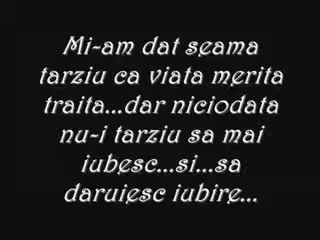 Mi-am dat seama
tarziu ca viata merita
traita...dar niciodata
nu-i tarziu sa mai
iubesc...si...sa
daruiesc iubire...